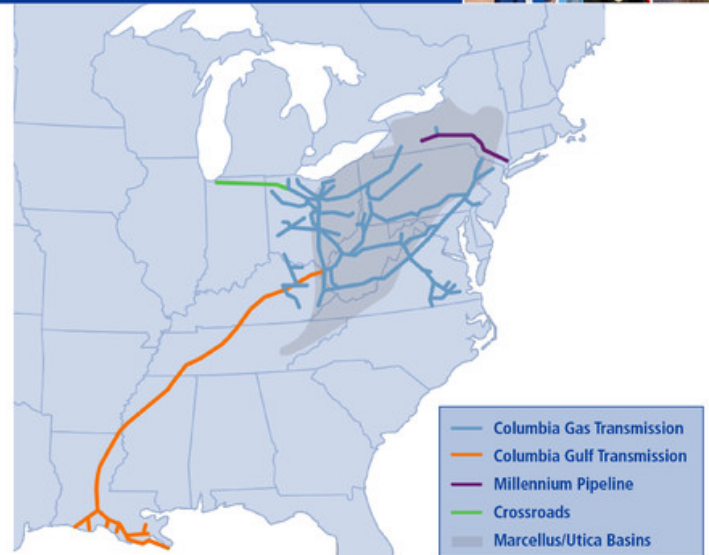 Columbia Gas Transmission
Columbia Gulf Transmission
Millennium Pipeline
Crossroads
Marcellus/Utica Basins